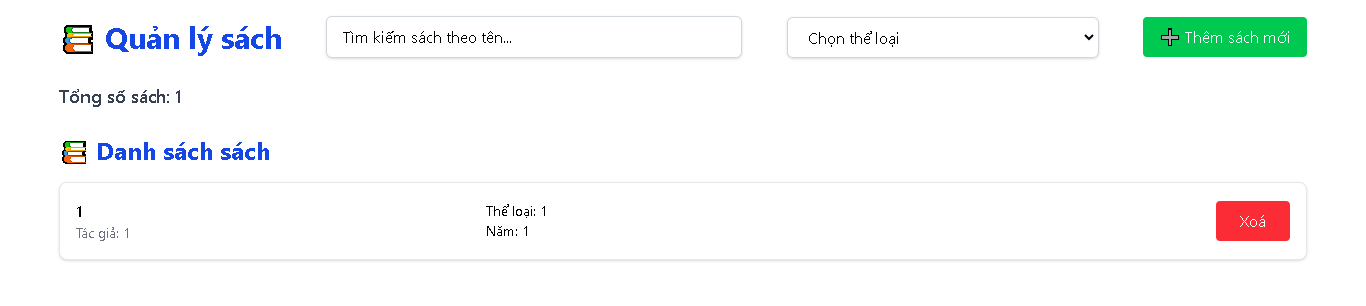 Quản lý sách
Tìm kiếm sách theo tên...
Chọn thể loại
Thêm sách mới
Tổng số sách: 1
Danh sách sách
1
Tác giả: 1
Thể loại: 1
Năm: 1
Xoá